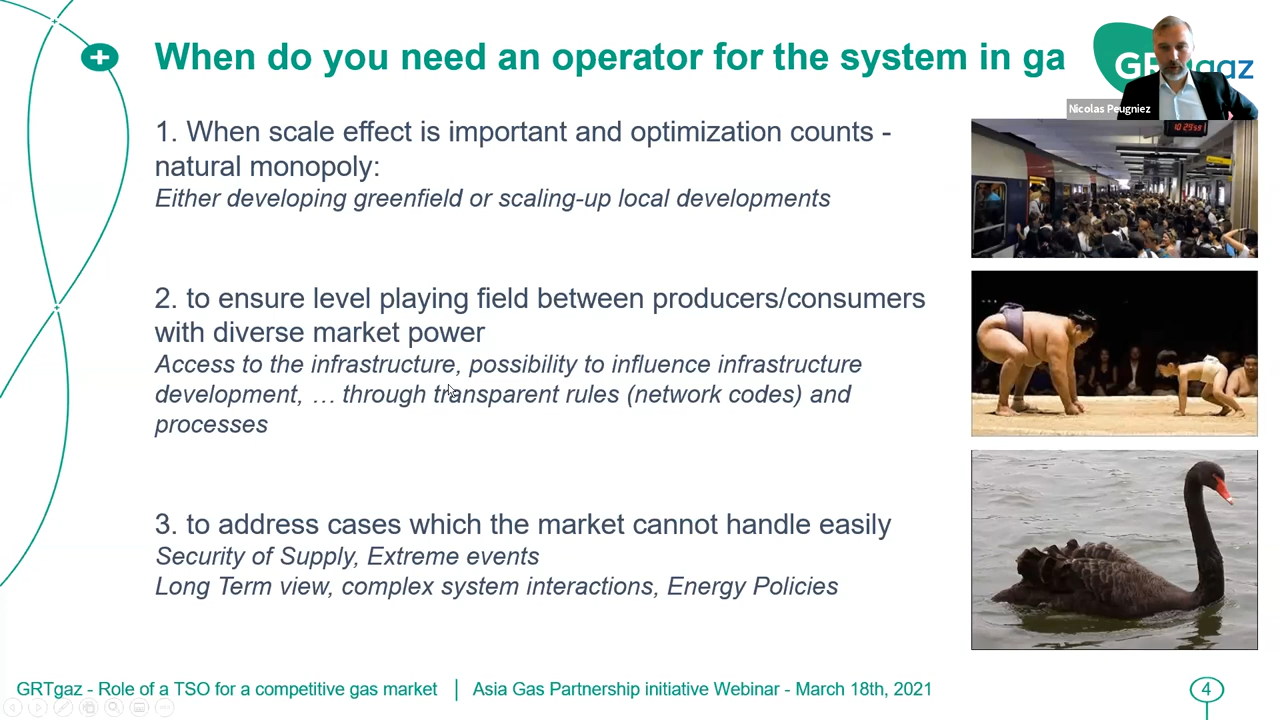 When do you need an operator for the system in ga
GRTgaz
Nicolas Peugniez
10:29:59
1. When scale effect is important and optimization counts -
natural monopoly:
Either developing greenfield or scaling-up local developments
2. to ensure level playing field between producers/consumers
with diverse market power
Access to the infrastructure, possibility to influence infrastructure
development, … through transparent rules (network codes) and
processes
3. to address cases which the market cannot handle easily
Security of Supply, Extreme events
Long Term view, complex system interactions, Energy Policies
GRTgaz - Role of a TSO for a competitive gas market | Asia Gas Partnership initiative Webinar - March 18th, 2021
4